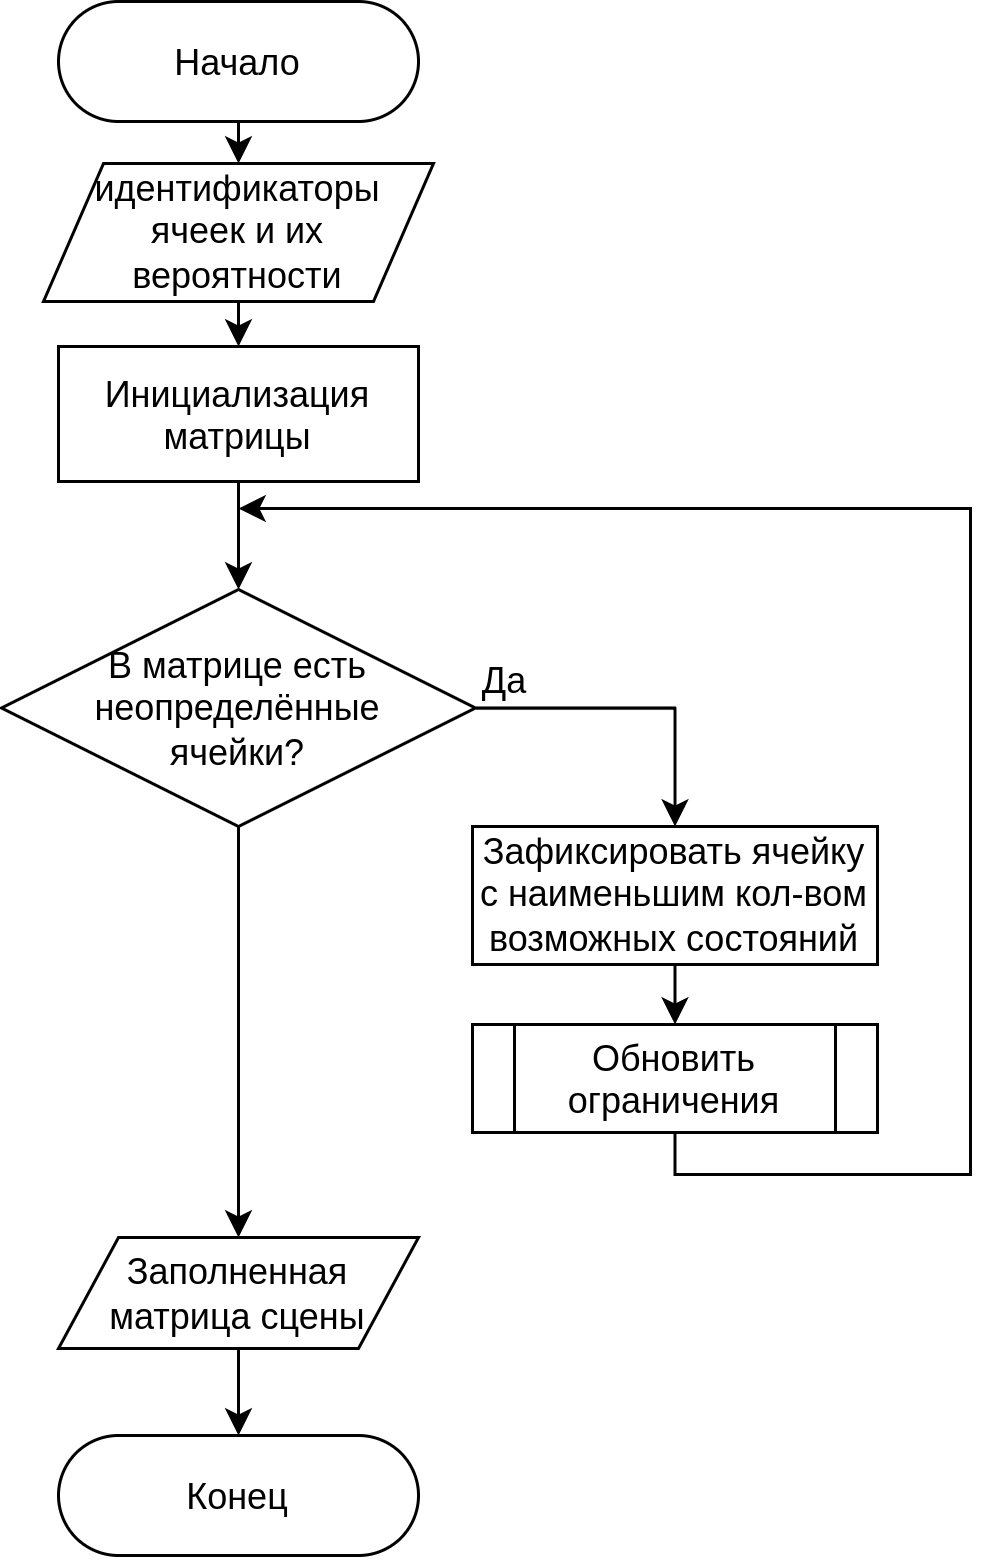 Начало
идентификаторы
ячеек и их
вероятности
Инициализация
матрицы
В матрице есть
неопределённые
ячейки?
Да
Зафиксировать ячейку
с наименьшим кол-вом
возможных состояний
Обновить
ограничения
Заполненная
матрица сцены
Конец